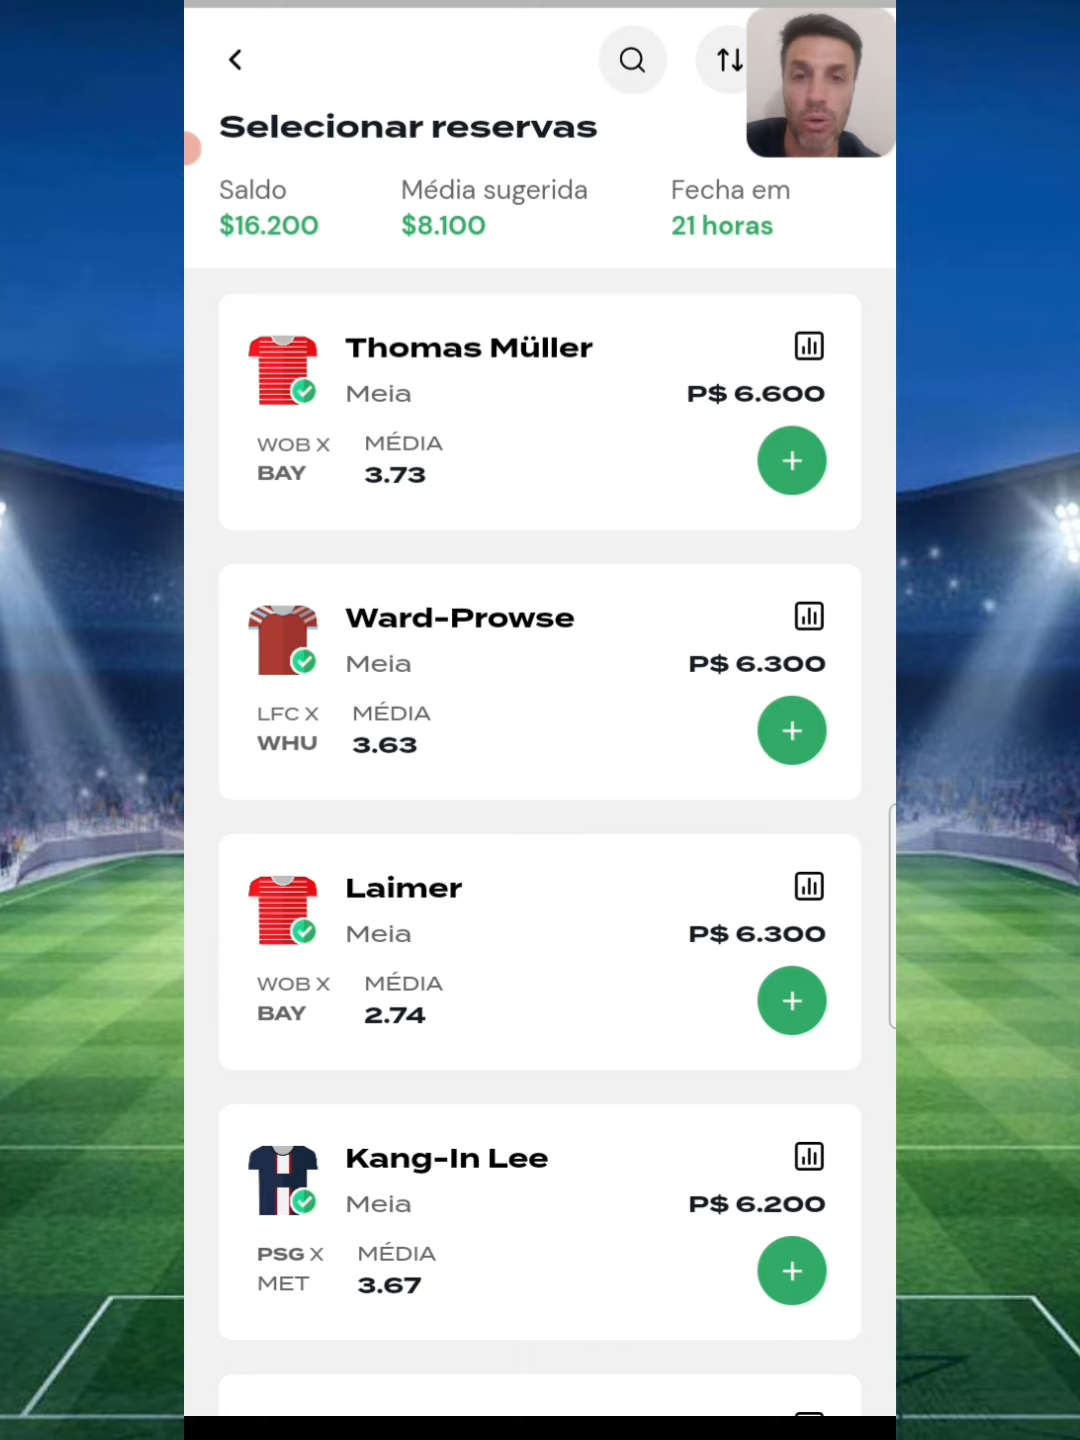 Selecionar reservas
Saldo
Média sugerida
Fecha em
$16.200
$8.100
21 horas
Thomas Müller
Meia
P$ 6.600
WOB X
MÉDIA
BAY
3.73
Ward-Prowse
Meia
P$ 6.300
LFC X
MÉDIA
WHU
3.63
Laimer
Meia
P$ 6.300
WOB X
MÉDIA
BAY
2.74
Kang-In Lee
Meia
P$ 6.200
PSG X
MÉDIA
MET
3.67